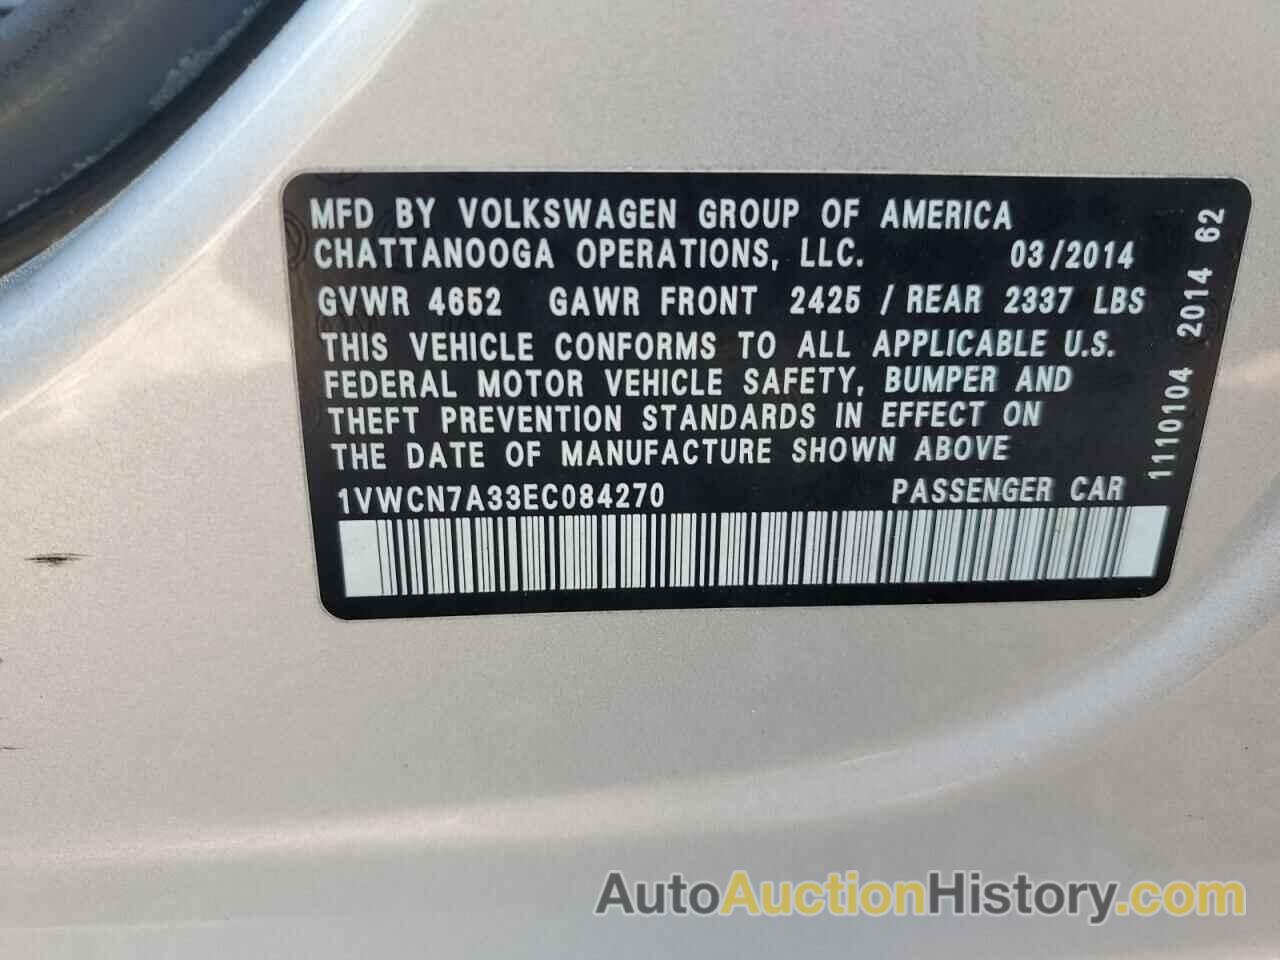 MFD BY VOLKSWAGEN GROUP OF AMERICA
CHATTANOOGA OPERATIONS, LLC. 03/2014
GVWR 4652 GAWR FRONT 2425 / REAR 2337 LBS
THIS VEHICLE CONFORMS TO ALL APPLICABLE U.S.
FEDERAL MOTOR VEHICLE SAFETY, BUMPER AND
THEFT PREVENTION STANDARDS IN EFFECT ON
THE DATE OF MANUFACTURE SHOWN ABOVE
1VWCN7A33EC084270 PASSENGER CAR
1110104 2014 62
AutoAuctionHistory.com